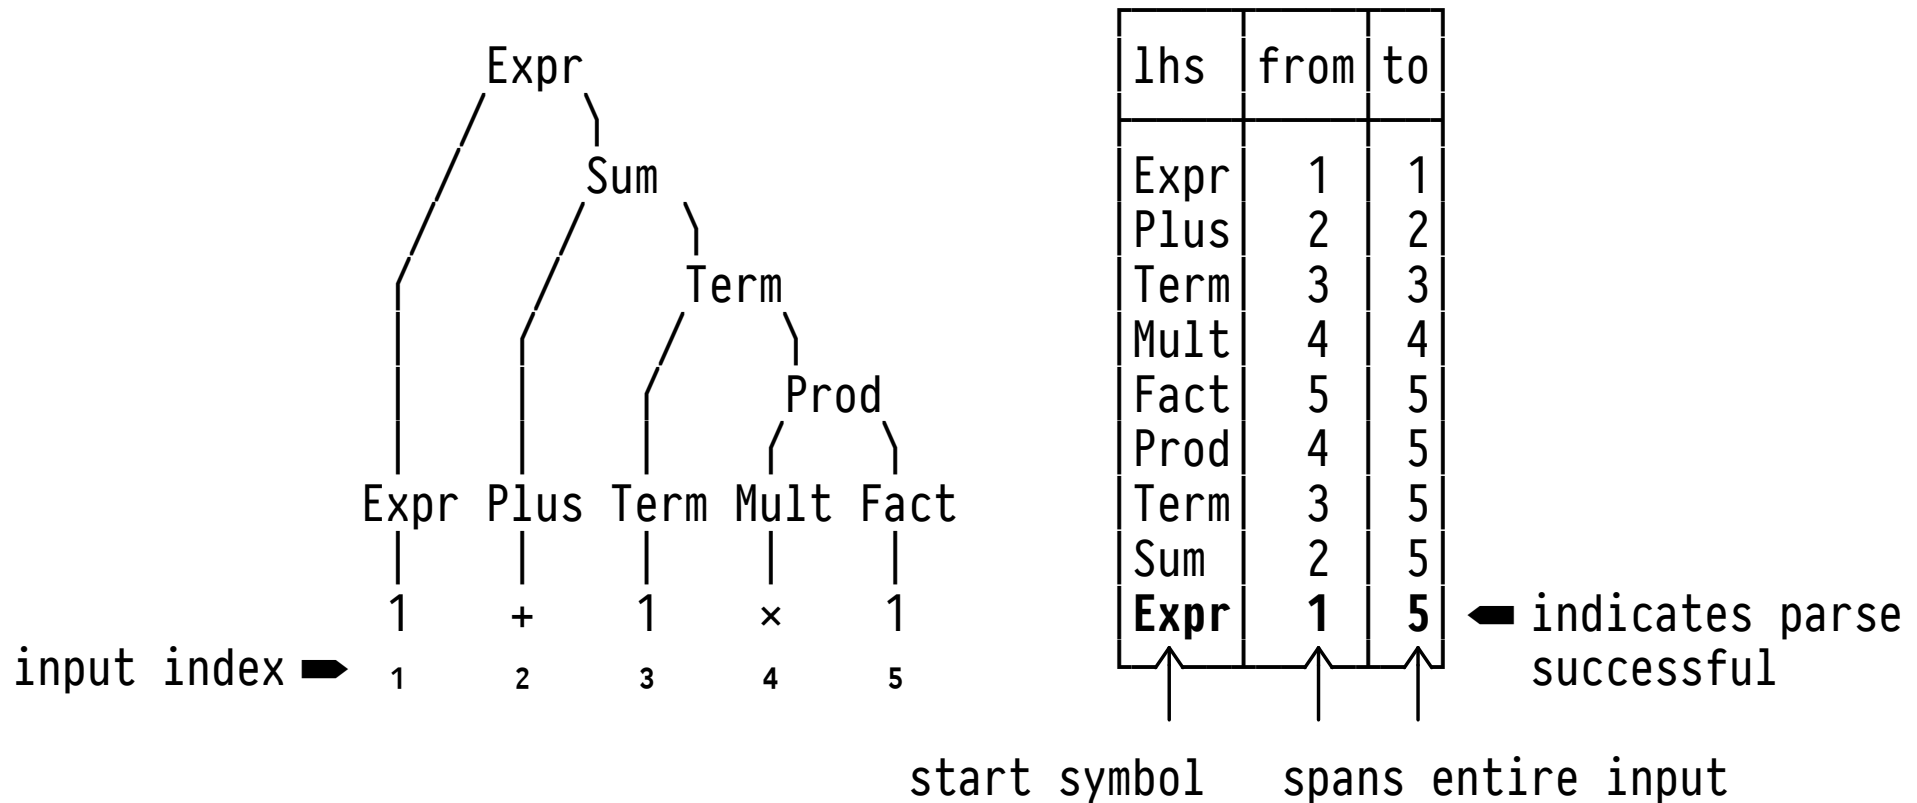 Expr
Sum
Term
Prod
Expr Plus Term Mult Fact
1 + 1 × 1
input index 1 2 3 4 5
lhs from to
Expr 1 1
Plus 2 2
Term 3 3
Mult 4 4
Fact 5 5
Prod 4 5
Term 3 5
Sum 2 5
Expr 1 5
indicates parse
successful
start symbol
spans entire input